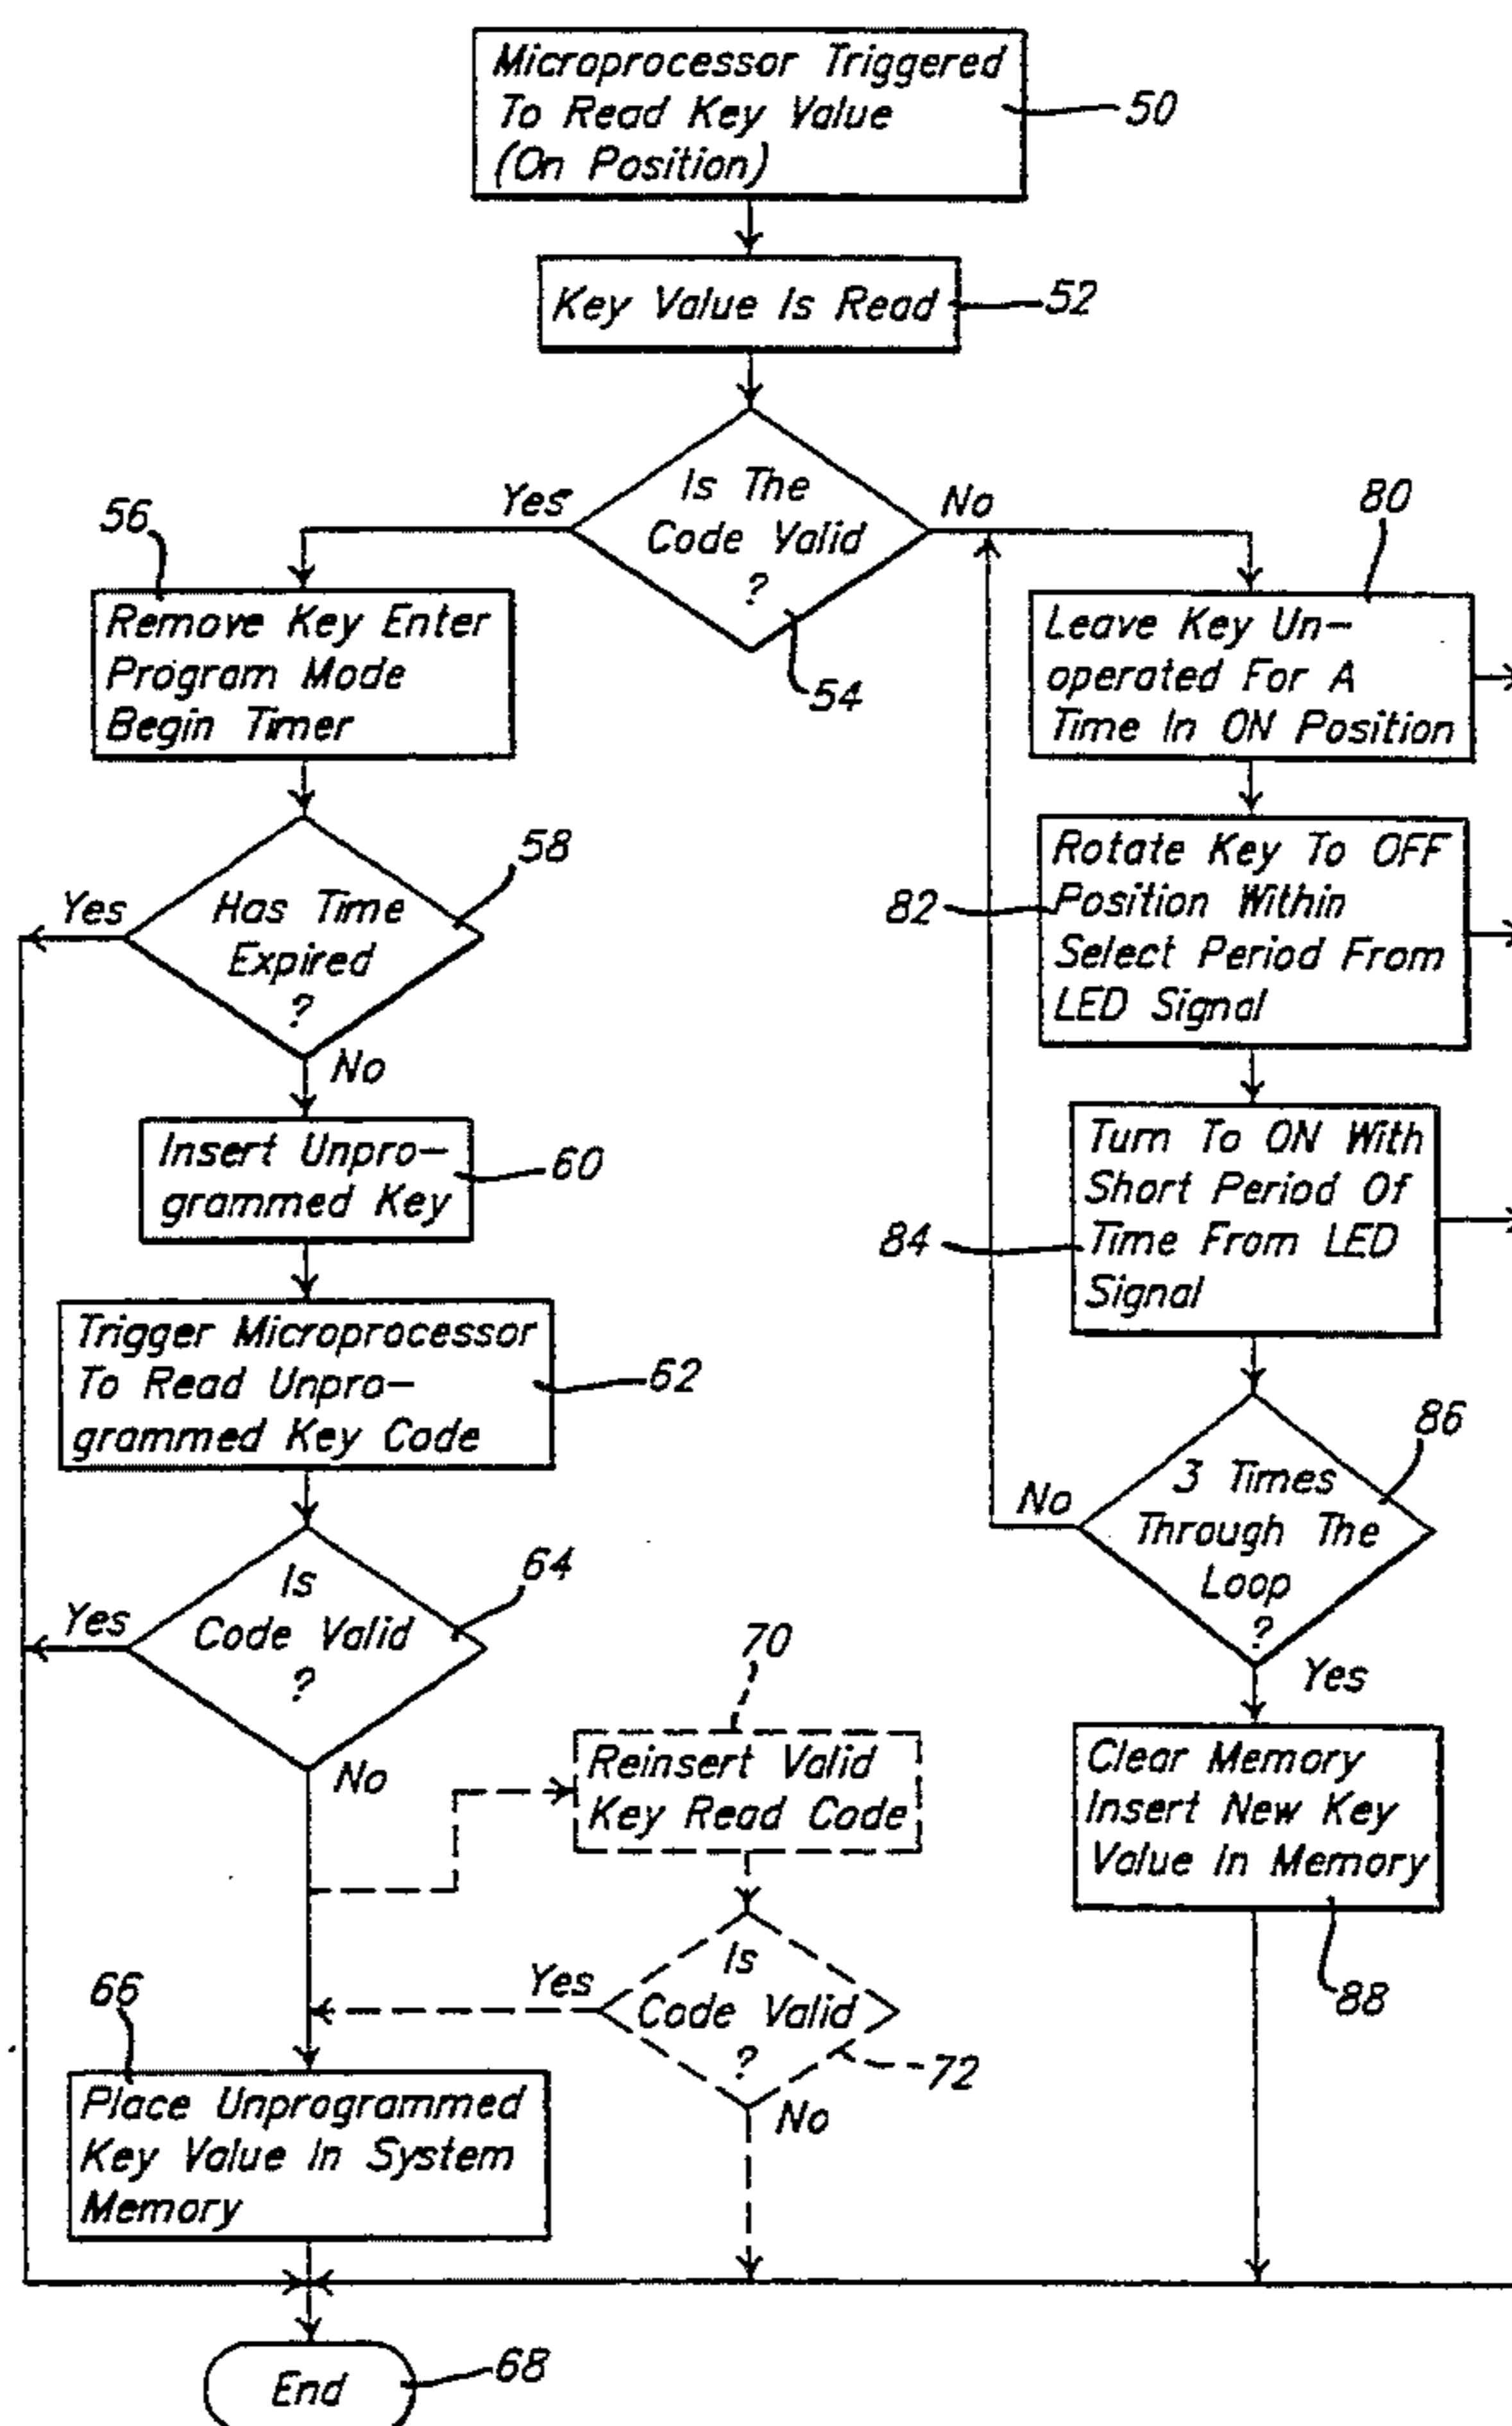 Microprocessor Triggered
To Read Key Value
(On Position)
50
Key Value Is Read
52
Is The
Code Valid
?
54
Yes
No
56
Remove Key Enter
Program Mode
Begin Timer
80
Leave Key Un-
operated For A
Time In ON Position
58
Has Time
Expired
?
Yes
No
82
Rotate Key To OFF
Position Within
Select Period From
LED Signal
Insert Unpro-
grammed Key
60
84
Turn To ON With
Short Period Of
Time From LED
Signal
Trigger Microprocessor
To Read Unpro-
grammed Key Code
62
86
3 Times
Through The
Loop
?
No
Yes
64
Is
Code Valid
?
Yes
No
70
Reinsert Valid
Key Read Code
Clear Memory
Insert New Key
Value In Memory
88
Is
Code Valid
?
72
Yes
No
66
Place Unprogrammed
Key Value In System
Memory
End
68